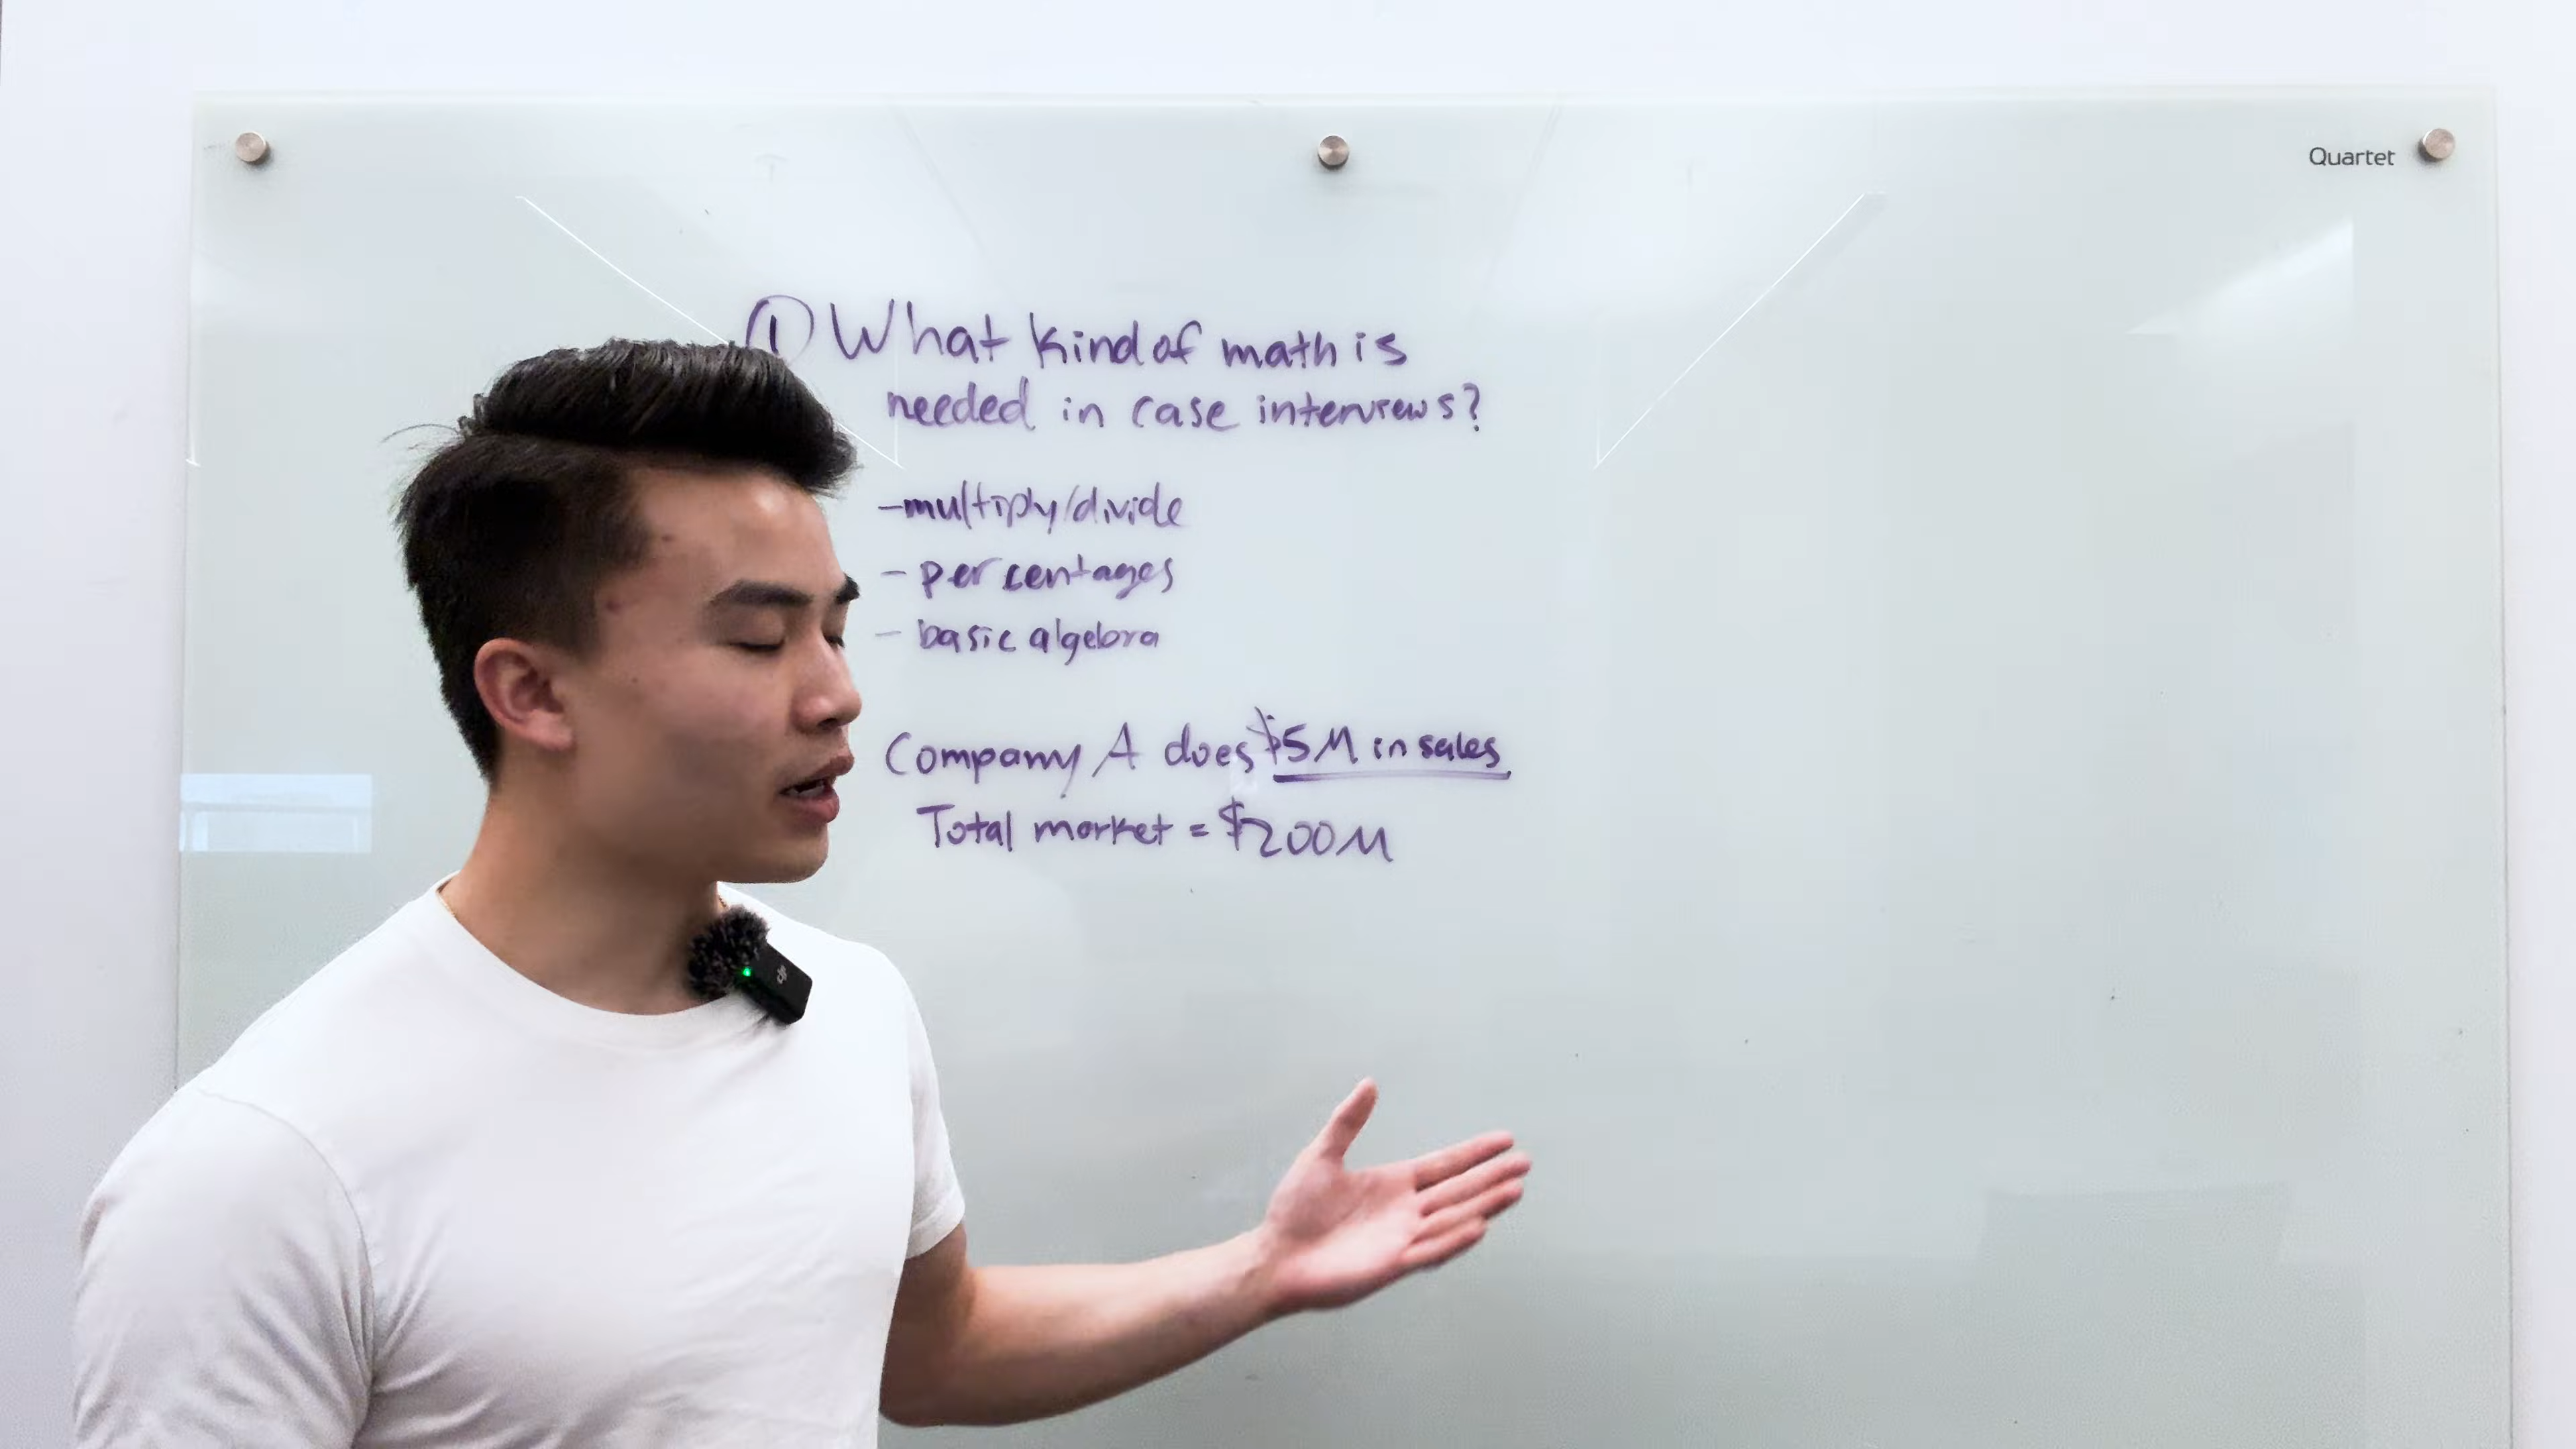 Quartet
① What kind of math is
needed in case interviews?
- multiply/divide
- percentages
- basic algebra
Company A does $5M in sales
Total market = $200M
dji